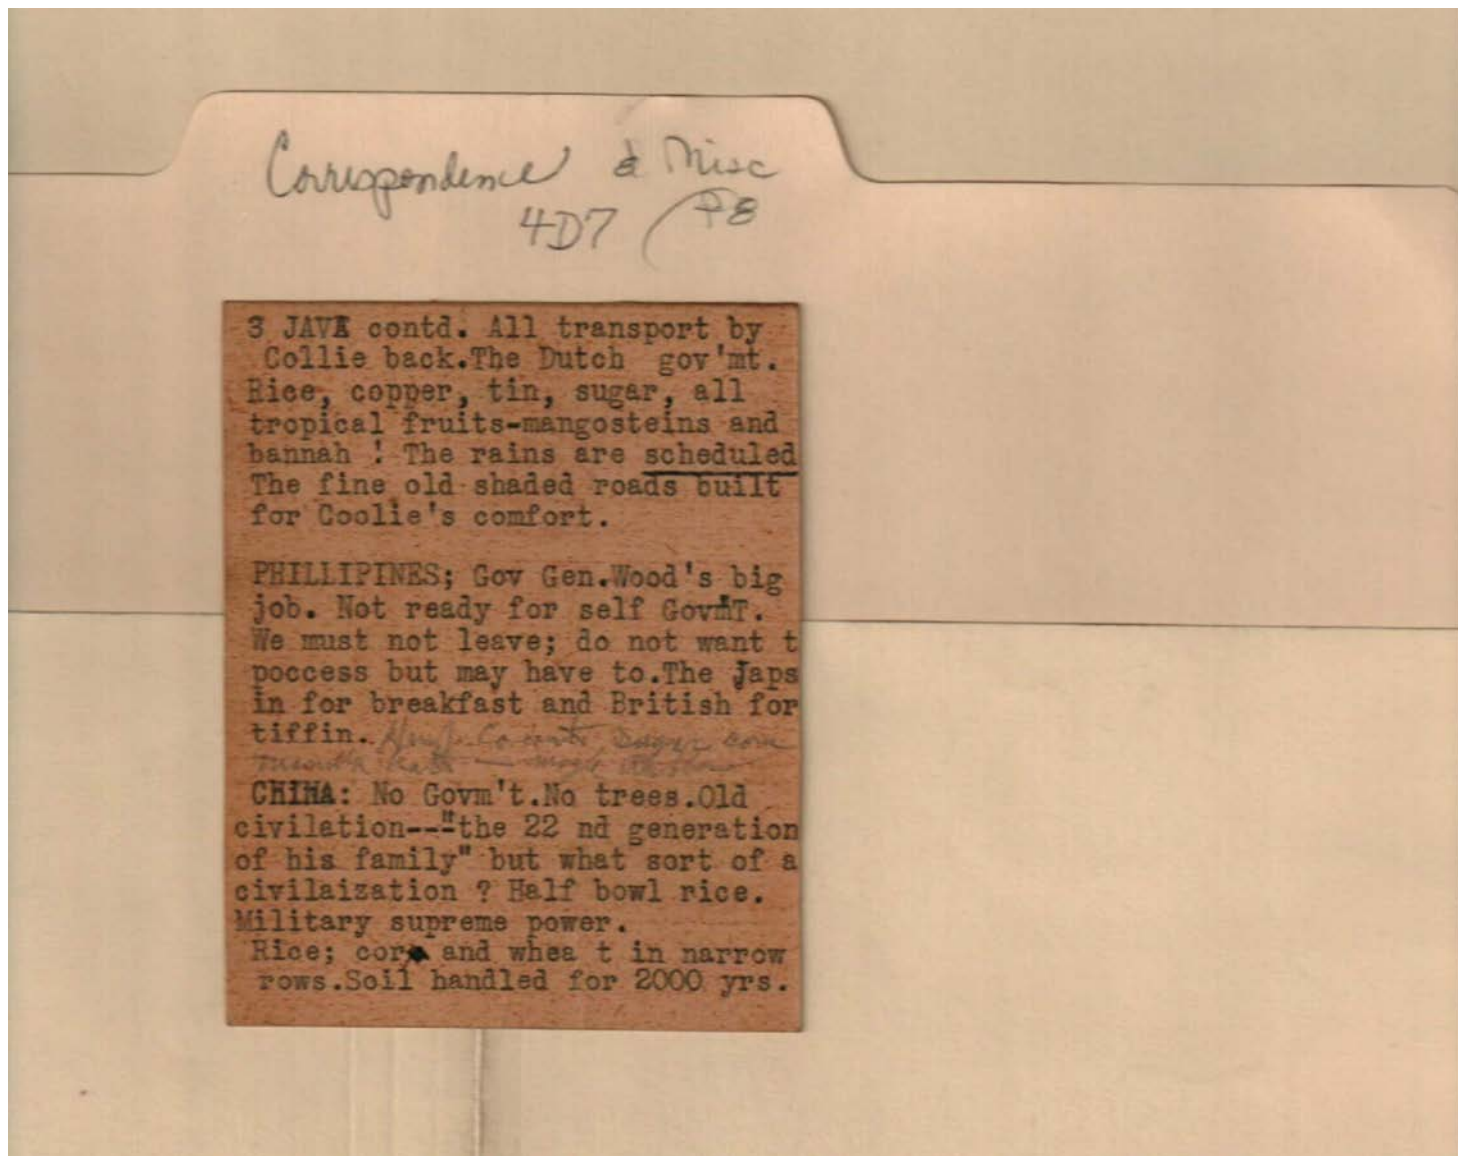 Correspondence & Misc
4D7
3 JAVA contd. All transport by
Collie back.The Dutch gov'mt.
Rice, copper, tin, sugar, all
tropical fruits-mangosteins and
bannah ! The rains are scheduled
The fine old shaded roads built
for Coolie's comfort.
PHILLIPINES; Gov Gen.Wood's big
job. Not ready for self GovmT.
We must not leave; do not want t
poccess but may have to.The Japs
in for breakfast and British for
tiffin. Hemp. sugar corn
CHINA: No Govm't.No trees.Old
civilation--"the 22 nd generation
of his family" but what sort of a
civilaization ? Half bowl rice.
Military supreme power.
Rice; corn and whea t in narrow
rows.Soil handled for 2000 yrs.